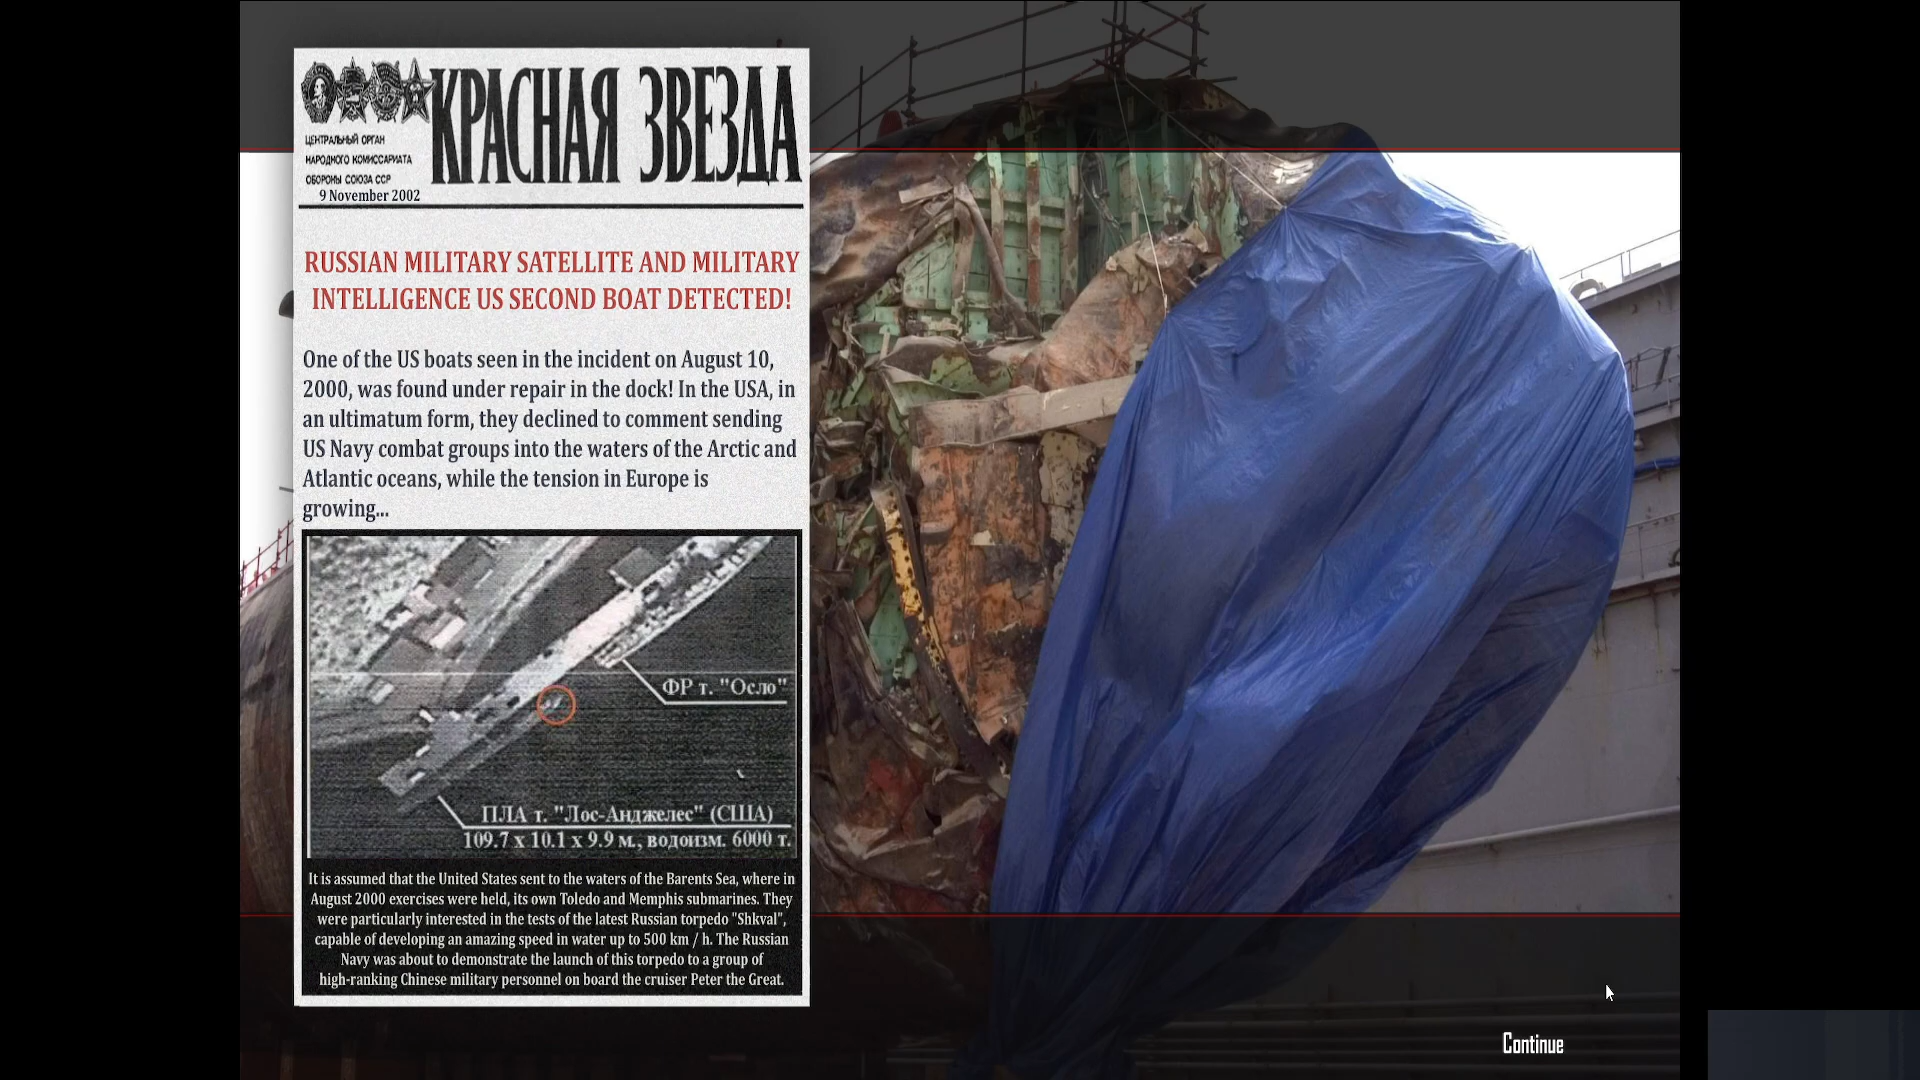 КРАСНАЯ ЗВЕЗДА
ЦЕНТРАЛЬНЫЙ ОРГАН
НАРОДНОГО КОМИССАРИАТА
ОБОРОНЫ СОЮЗА ССР
9 November 2002
RUSSIAN MILITARY SATELLITE AND MILITARY
INTELLIGENCE US SECOND BOAT DETECTED!
One of the US boats seen in the incident on August 10,
2000, was found under repair in the dock! In the USA, in
an ultimatum form, they declined to comment sending
US Navy combat groups into the waters of the Arctic and
Atlantic oceans, while the tension in Europe is
growing...
ФР т. "Осло"
ПЛА т. "Лос-Анджелес" (США)
109.7 x 10.1 x 9.9 м., водоизм. 6000 т.
It is assumed that the United States sent to the waters of the Barents Sea, where in
August 2000 exercises were held, its own Toledo and Memphis submarines. They
were particularly interested in the tests of the latest Russian torpedo "Shkval",
capable of developing an amazing speed in water up to 500 km / h. The Russian
Navy was about to demonstrate the launch of this torpedo to a group of
high-ranking Chinese military personnel on board the cruiser Peter the Great.
Continue